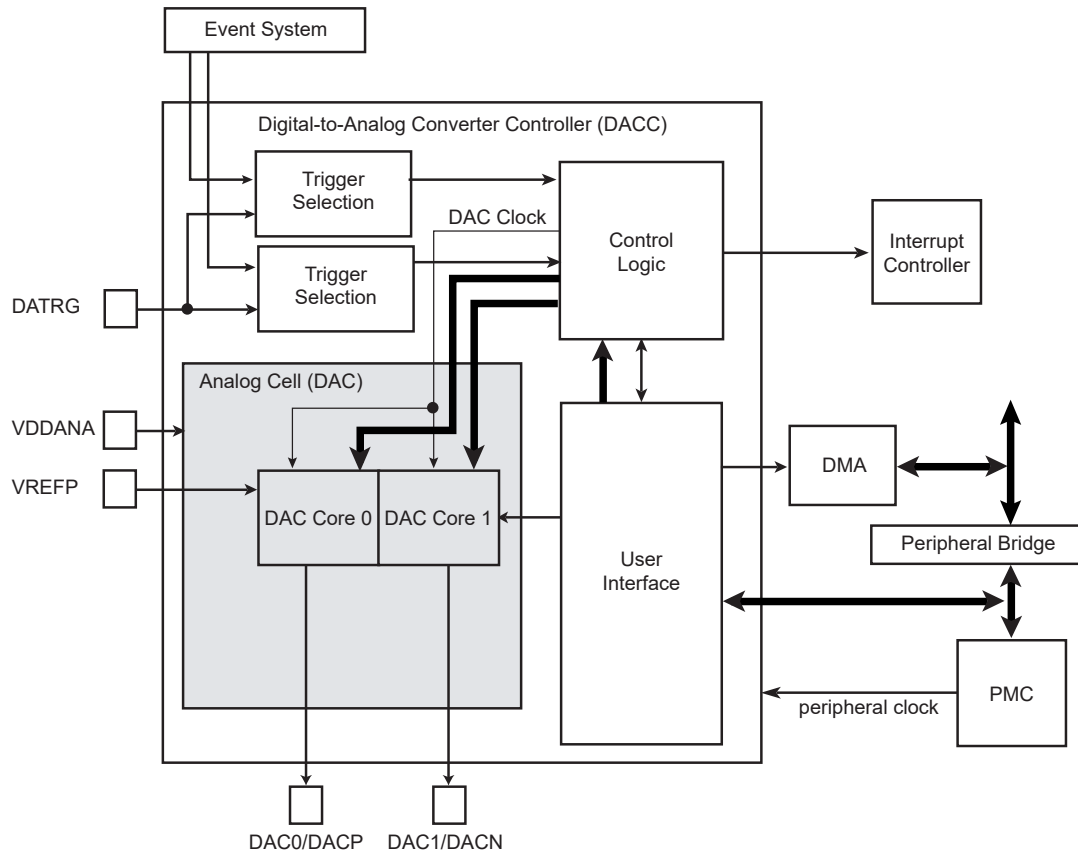 Event System
Digital-to-Analog Converter Controller (DACC)
Trigger
Selection
DAC Clock
Control
Logic
Interrupt
Controller
Trigger
Selection
DATRG
Analog Cell (DAC)
VDDANA
VREFP
DMA
DAC Core 0
DAC Core 1
Peripheral Bridge
User
Interface
PMC
peripheral clock
DAC0/DACP
DAC1/DACN